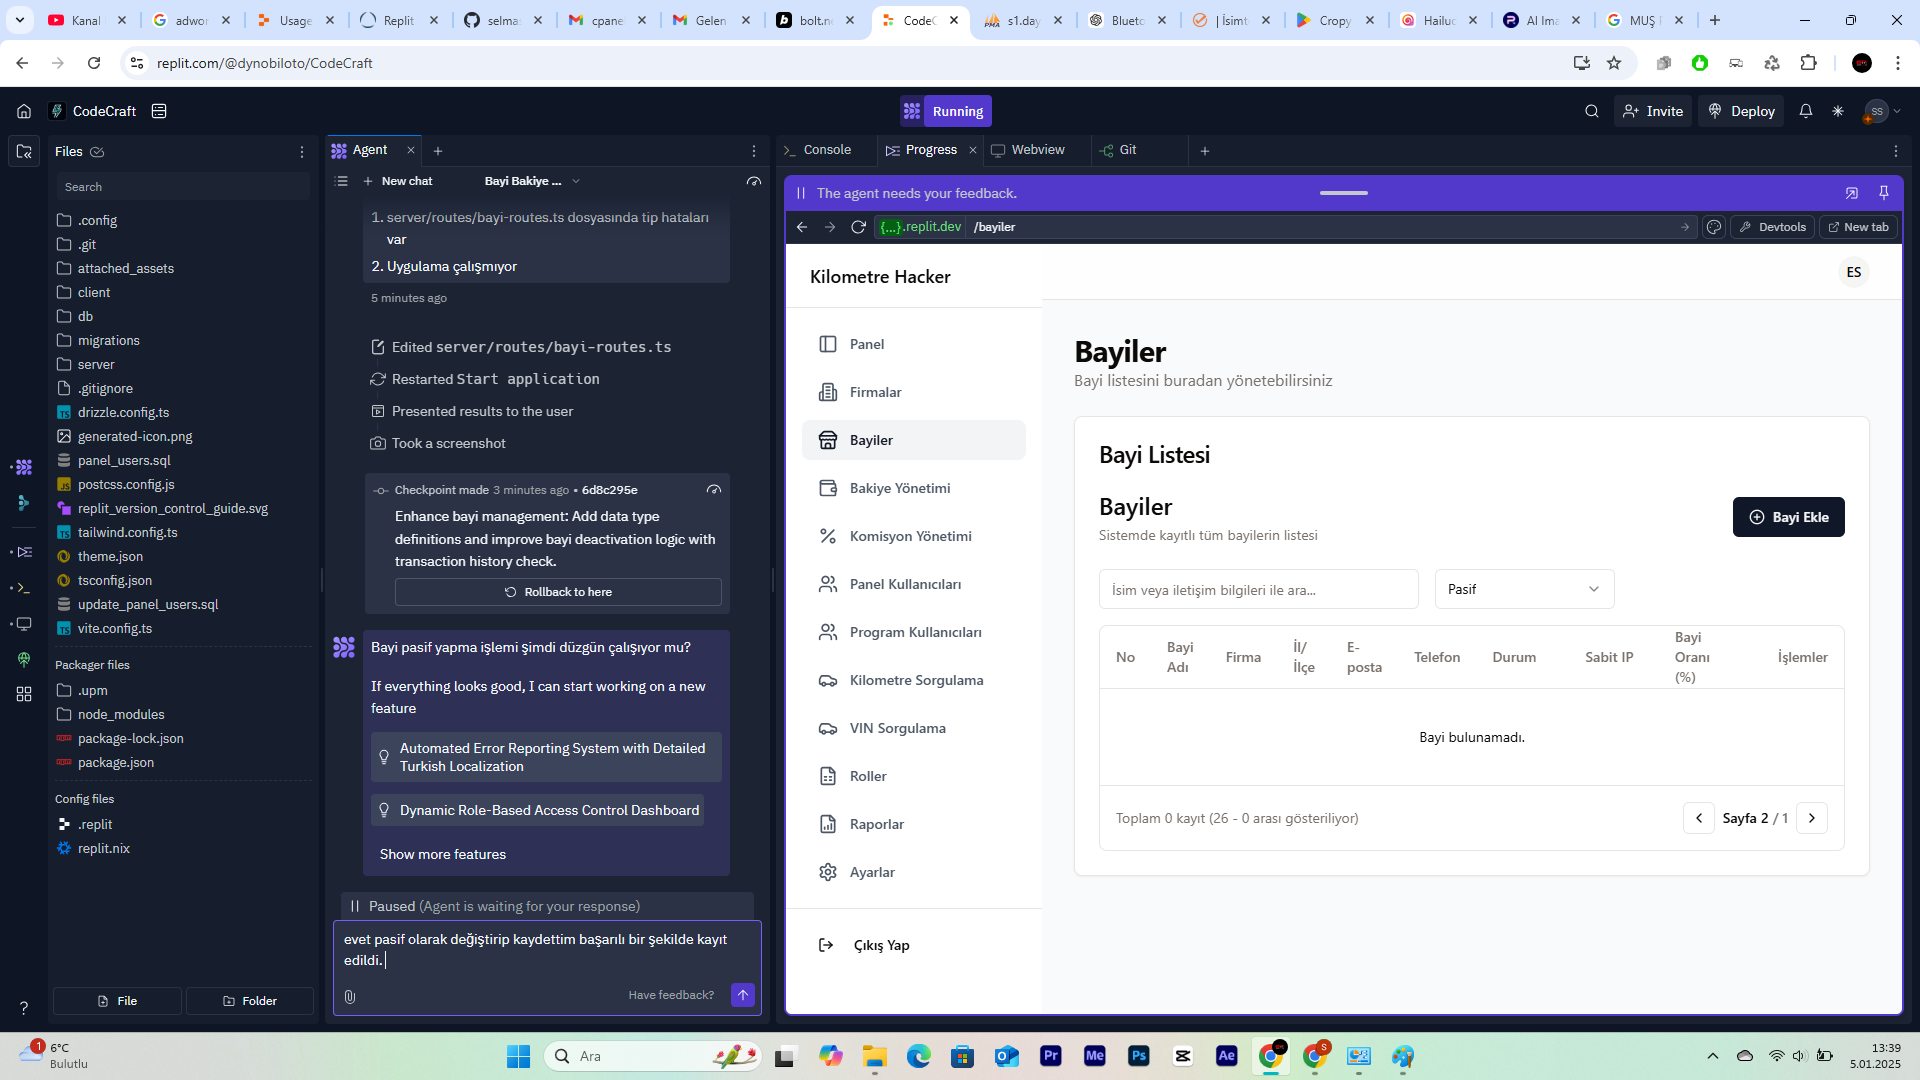 Kanal
adwor
Usage
Replit
selmas
cpane
Gelen
bolt.ne
CodeC
s1.day
Blueto
| İsimt
Cropy
Hailuo
AI Ima
MUŞ
replit.com/@dynobiloto/CodeCraft
CodeCraft
Running
Invite
Deploy
SS
Files
Search
.config
.git
attached_assets
client
db
migrations
server
.gitignore
drizzle.config.ts
generated-icon.png
panel_users.sql
postcss.config.js
replit_version_control_guide.svg
tailwind.config.ts
theme.json
tsconfig.json
update_panel_users.sql
vite.config.ts
Packager files
.upm
node_modules
package-lock.json
package.json
Config files
.replit
replit.nix
File
Folder
Agent
New chat
Bayi Bakiye ...
1. server/routes/bayi-routes.ts dosyasında tip hataları
var
2. Uygulama çalışmıyor
5 minutes ago
Edited server/routes/bayi-routes.ts
Restarted Start application
Presented results to the user
Took a screenshot
Checkpoint made 3 minutes ago • 6d8c295e
Enhance bayi management: Add data type
definitions and improve bayi deactivation logic with
transaction history check.
Rollback to here
Bayi pasif yapma işlemi şimdi düzgün çalışıyor mu?
If everything looks good, I can start working on a new
feature
Automated Error Reporting System with Detailed
Turkish Localization
Dynamic Role-Based Access Control Dashboard
Show more features
Paused (Agent is waiting for your response)
evet pasif olarak değiştirip kaydettim başarılı bir şekilde kayıt
edildi.
Have feedback?
Console
Progress
Webview
Git
The agent needs your feedback.
{...}.replit.dev
/bayiler
Devtools
New tab
Kilometre Hacker
ES
Panel
Firmalar
Bayiler
Bakiye Yönetimi
Komisyon Yönetimi
Panel Kullanıcıları
Program Kullanıcıları
Kilometre Sorgulama
VIN Sorgulama
Roller
Raporlar
Ayarlar
Çıkış Yap
Bayiler
Bayi listesini buradan yönetebilirsiniz
Bayi Listesi
Bayiler
Sistemde kayıtlı tüm bayilerin listesi
Bayi Ekle
İsim veya iletişim bilgileri ile ara...
Pasif
No
Bayi
Adı
Firma
İl/
İlçe
E-
posta
Telefon
Durum
Sabit IP
Bayi
Oranı
(%)
İşlemler
Bayi bulunamadı.
Toplam 0 kayıt (26 - 0 arası gösteriliyor)
Sayfa 2 / 1
1
6°C
Bulutlu
Ara
Pr
Me
Ps
Ae
S
13:39
5.01.2025